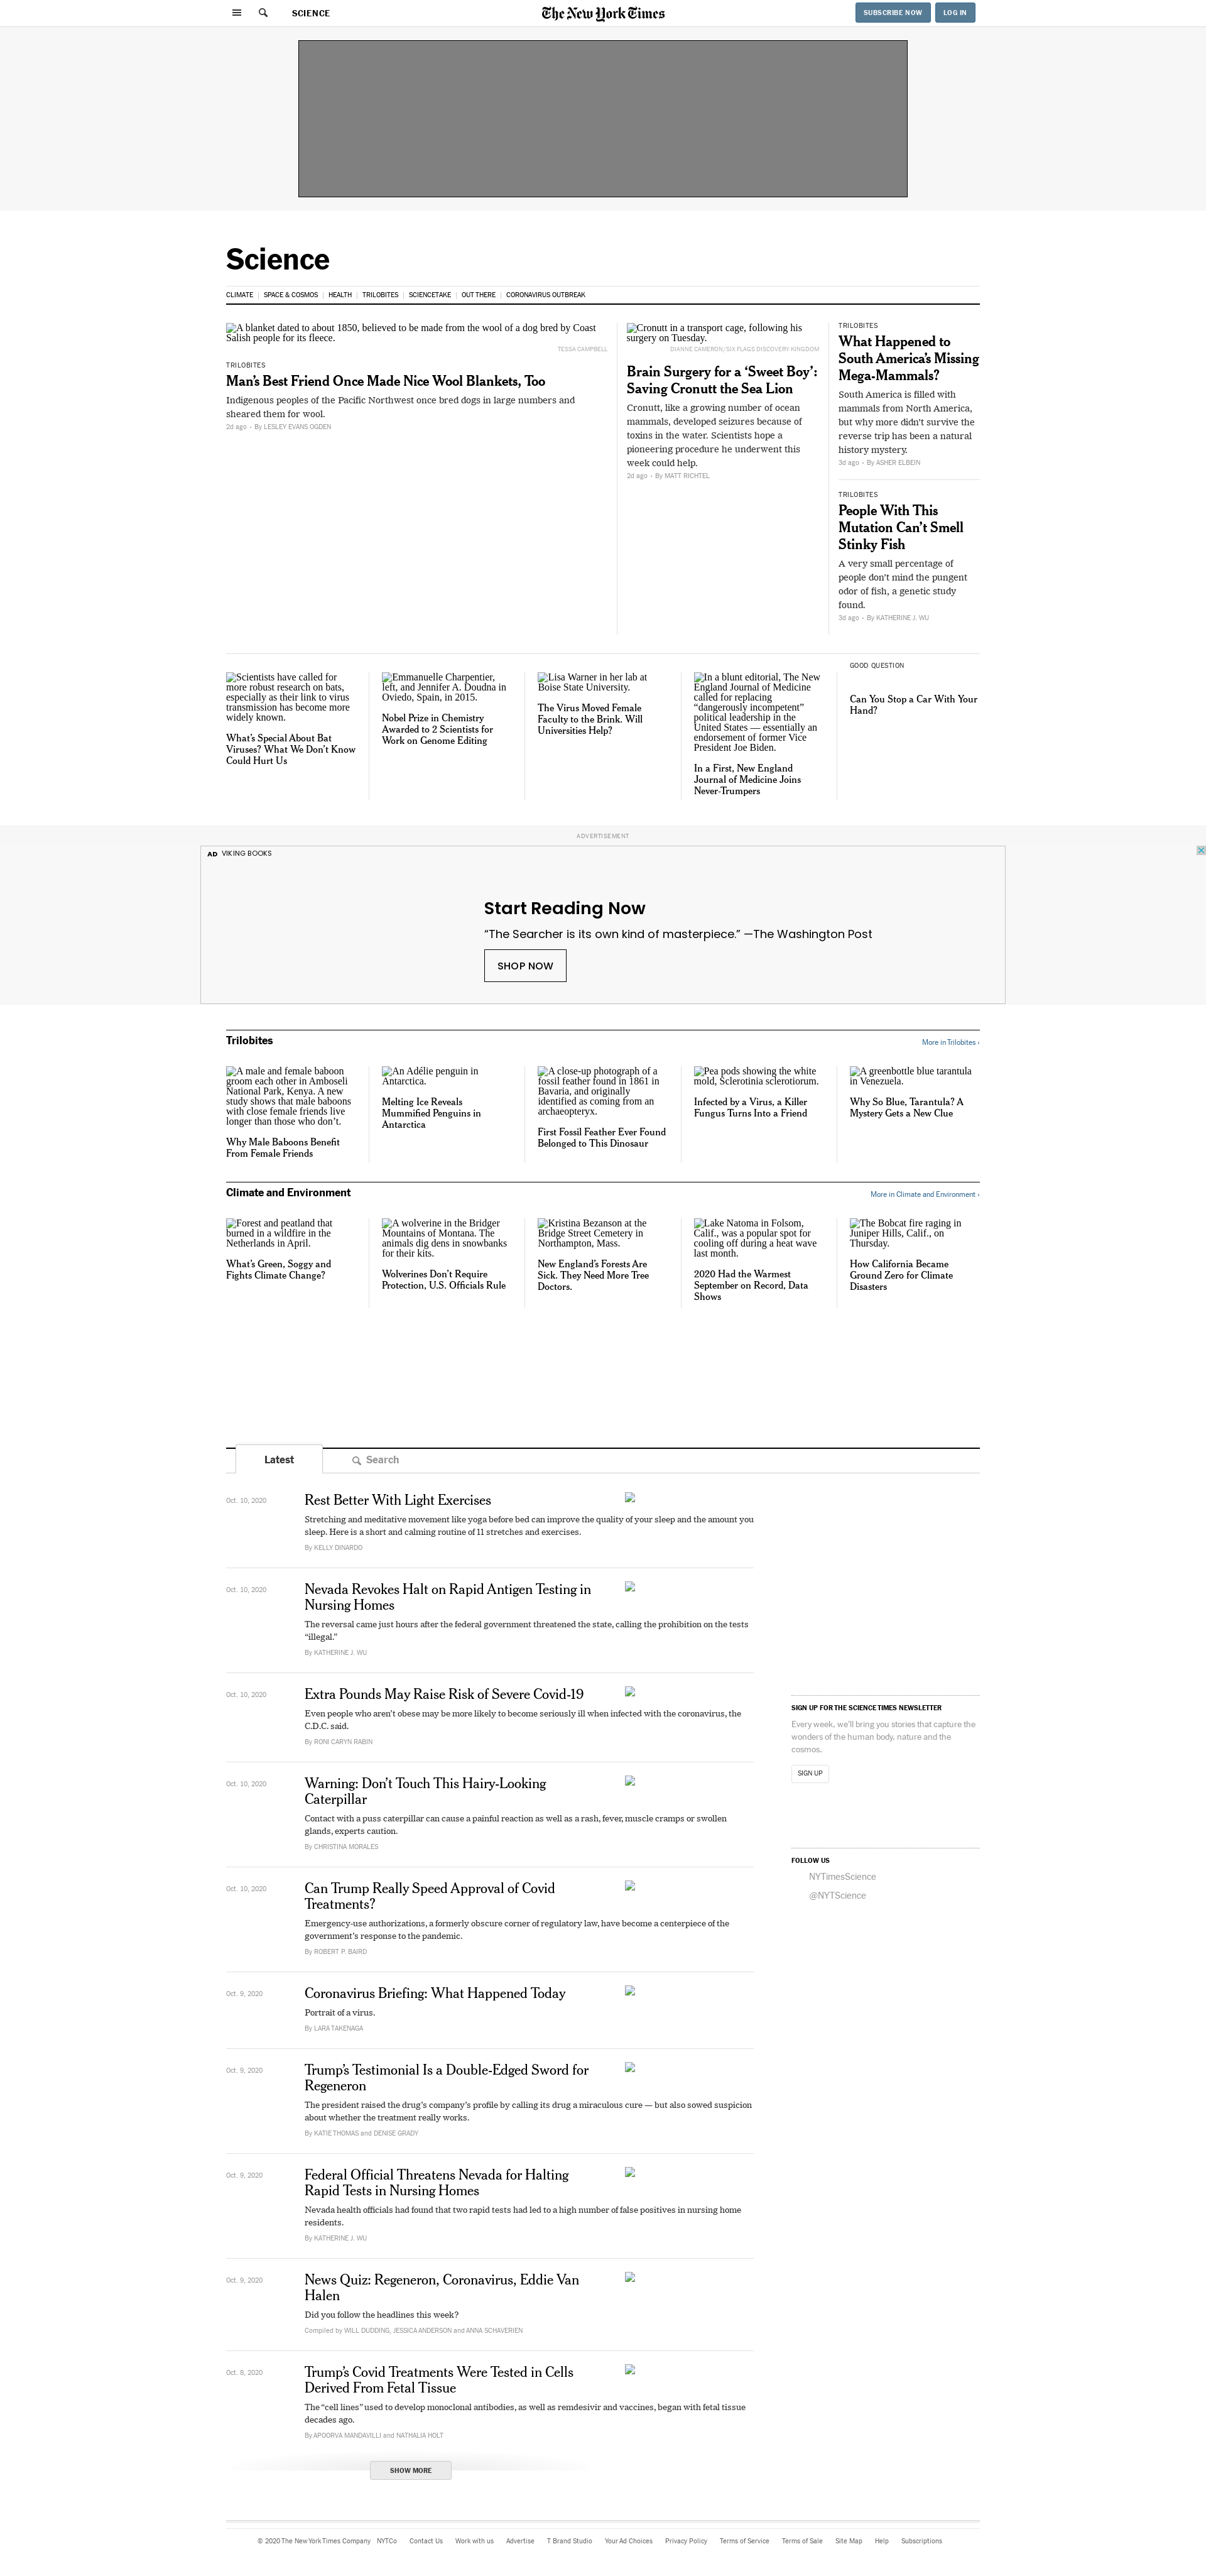 SCIENCE
The New York Times
SUBSCRIBE NOW
LOG IN
Science
CLIMATE
SPACE & COSMOS
HEALTH
TRILOBITES
SCIENCETAKE
OUT THERE
CORONAVIRUS OUTBREAK
A blanket dated to about 1850, believed to be made from the wool of a dog bred by Coast
Salish people for its fleece.
TESSA CAMPBELL
TRILOBITES
Man’s Best Friend Once Made Nice Wool Blankets, Too
Indigenous peoples of the Pacific Northwest once bred dogs in large numbers and
sheared them for wool.
2d ago • By LESLEY EVANS OGDEN
Cronutt in a transport cage, following his
surgery on Tuesday.
DIANNE CAMERON/SIX FLAGS DISCOVERY KINGDOM
Brain Surgery for a ‘Sweet Boy’:
Saving Cronutt the Sea Lion
Cronutt, like a growing number of ocean
mammals, developed seizures because of
toxins in the water. Scientists hope a
pioneering procedure he underwent this
week could help.
2d ago • By MATT RICHTEL
TRILOBITES
What Happened to
South America’s Missing
Mega-Mammals?
South America is filled with
mammals from North America,
but why more didn’t survive the
reverse trip has been a natural
history mystery.
3d ago • By ASHER ELBEIN
TRILOBITES
People With This
Mutation Can’t Smell
Stinky Fish
A very small percentage of
people don’t mind the pungent
odor of fish, a genetic study
found.
3d ago • By KATHERINE J. WU
Scientists have called for
more robust research on bats,
especially as their link to virus
transmission has become more
widely known.
What’s Special About Bat
Viruses? What We Don’t Know
Could Hurt Us
Emmanuelle Charpentier,
left, and Jennifer A. Doudna in
Oviedo, Spain, in 2015.
Nobel Prize in Chemistry
Awarded to 2 Scientists for
Work on Genome Editing
Lisa Warner in her lab at
Boise State University.
The Virus Moved Female
Faculty to the Brink. Will
Universities Help?
In a blunt editorial, The New
England Journal of Medicine
called for replacing
“dangerously incompetent”
political leadership in the
United States — essentially an
endorsement of former Vice
President Joe Biden.
In a First, New England
Journal of Medicine Joins
Never-Trumpers
GOOD QUESTION
Can You Stop a Car With Your
Hand?
ADVERTISEMENT
AD VIKING BOOKS
Start Reading Now
“The Searcher is its own kind of masterpiece.” —The Washington Post
SHOP NOW
Trilobites
More in Trilobites ›
A male and female baboon
groom each other in Amboseli
National Park, Kenya. A new
study shows that male baboons
with close female friends live
longer than those who don’t.
Why Male Baboons Benefit
From Female Friends
An Adélie penguin in
Antarctica.
Melting Ice Reveals
Mummified Penguins in
Antarctica
A close-up photograph of a
fossil feather found in 1861 in
Bavaria, and originally
identified as coming from an
archaeopteryx.
First Fossil Feather Ever Found
Belonged to This Dinosaur
Pea pods showing the white
mold, Sclerotinia sclerotiorum.
Infected by a Virus, a Killer
Fungus Turns Into a Friend
A greenbottle blue tarantula
in Venezuela.
Why So Blue, Tarantula? A
Mystery Gets a New Clue
Climate and Environment
More in Climate and Environment ›
Forest and peatland that
burned in a wildfire in the
Netherlands in April.
What’s Green, Soggy and
Fights Climate Change?
A wolverine in the Bridger
Mountains of Montana. The
animals dig dens in snowbanks
for their kits.
Wolverines Don’t Require
Protection, U.S. Officials Rule
Kristina Bezanson at the
Bridge Street Cemetery in
Northampton, Mass.
New England’s Forests Are
Sick. They Need More Tree
Doctors.
Lake Natoma in Folsom,
Calif., was a popular spot for
cooling off during a heat wave
last month.
2020 Had the Warmest
September on Record, Data
Shows
The Bobcat fire raging in
Juniper Hills, Calif., on
Thursday.
How California Became
Ground Zero for Climate
Disasters
Latest
Search
Oct. 10, 2020
Rest Better With Light Exercises
Stretching and meditative movement like yoga before bed can improve the quality of your sleep and the amount you
sleep. Here is a short and calming routine of 11 stretches and exercises.
By KELLY DINARDO
Oct. 10, 2020
Nevada Revokes Halt on Rapid Antigen Testing in
Nursing Homes
The reversal came just hours after the federal government threatened the state, calling the prohibition on the tests
“illegal.”
By KATHERINE J. WU
Oct. 10, 2020
Extra Pounds May Raise Risk of Severe Covid-19
Even people who aren’t obese may be more likely to become seriously ill when infected with the coronavirus, the
C.D.C. said.
By RONI CARYN RABIN
Oct. 10, 2020
Warning: Don’t Touch This Hairy-Looking
Caterpillar
Contact with a puss caterpillar can cause a painful reaction as well as a rash, fever, muscle cramps or swollen
glands, experts caution.
By CHRISTINA MORALES
Oct. 10, 2020
Can Trump Really Speed Approval of Covid
Treatments?
Emergency-use authorizations, a formerly obscure corner of regulatory law, have become a centerpiece of the
government’s response to the pandemic.
By ROBERT P. BAIRD
Oct. 9, 2020
Coronavirus Briefing: What Happened Today
Portrait of a virus.
By LARA TAKENAGA
Oct. 9, 2020
Trump’s Testimonial Is a Double-Edged Sword for
Regeneron
The president raised the drug’s company’s profile by calling its drug a miraculous cure — but also sowed suspicion
about whether the treatment really works.
By KATIE THOMAS and DENISE GRADY
Oct. 9, 2020
Federal Official Threatens Nevada for Halting
Rapid Tests in Nursing Homes
Nevada health officials had found that two rapid tests had led to a high number of false positives in nursing home
residents.
By KATHERINE J. WU
Oct. 9, 2020
News Quiz: Regeneron, Coronavirus, Eddie Van
Halen
Did you follow the headlines this week?
Compiled by WILL DUDDING, JESSICA ANDERSON and ANNA SCHAVERIEN
Oct. 8, 2020
Trump’s Covid Treatments Were Tested in Cells
Derived From Fetal Tissue
The “cell lines” used to develop monoclonal antibodies, as well as remdesivir and vaccines, began with fetal tissue
decades ago.
By APOORVA MANDAVILLI and NATHALIA HOLT
SHOW MORE
SIGN UP FOR THE SCIENCE TIMES NEWSLETTER
Every week, we’ll bring you stories that capture the
wonders of the human body, nature and the
cosmos.
SIGN UP
FOLLOW US
NYTimesScience
@NYTScience
© 2020 The New York Times Company
NYTCo
Contact Us
Work with us
Advertise
T Brand Studio
Your Ad Choices
Privacy Policy
Terms of Service
Terms of Sale
Site Map
Help
Subscriptions